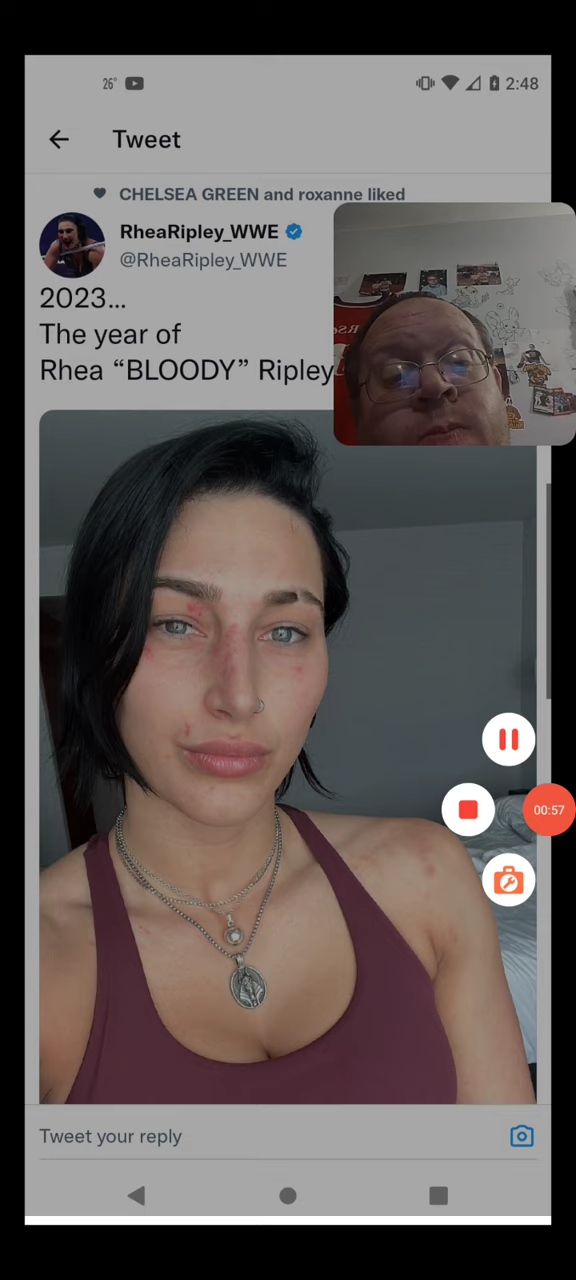 26°
2:48
Tweet
CHELSEA GREEN and roxanne liked
RheaRipley_WWE
@RheaRipley_WWE
2023...
The year of
Rhea “BLOODY” Ripley
00:57
Tweet your reply